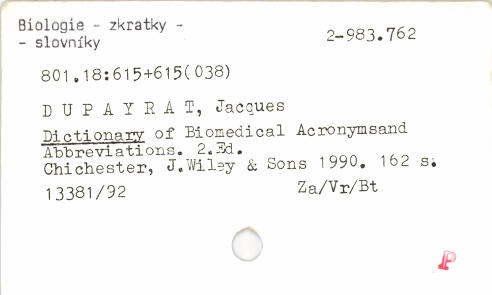 Biologie - zkratky -
- slovníky
2-983.762
801.18:615+615(038)
D U P A Y R A T, Jacques
Dictionary of Biomedical Acronymsand
Abbreviations. 2.Ed.
Chichester, J.Wiley & Sons 1990. 162 s.
13381/92 Za/Vr/Bt
P